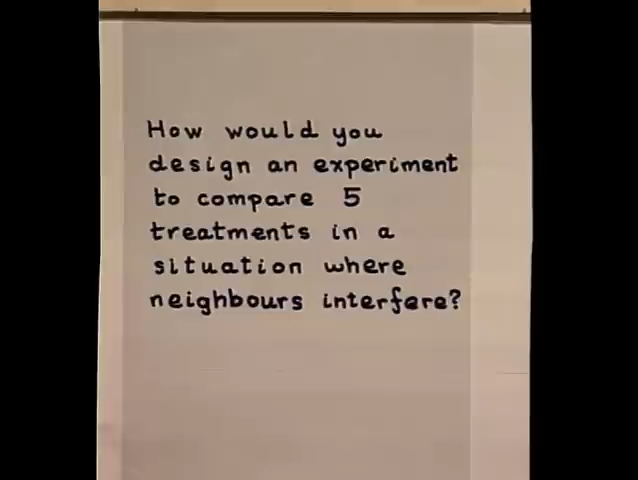 How would you
design an experiment
to compare 5
treatments in a
situation where
neighbours interfere?